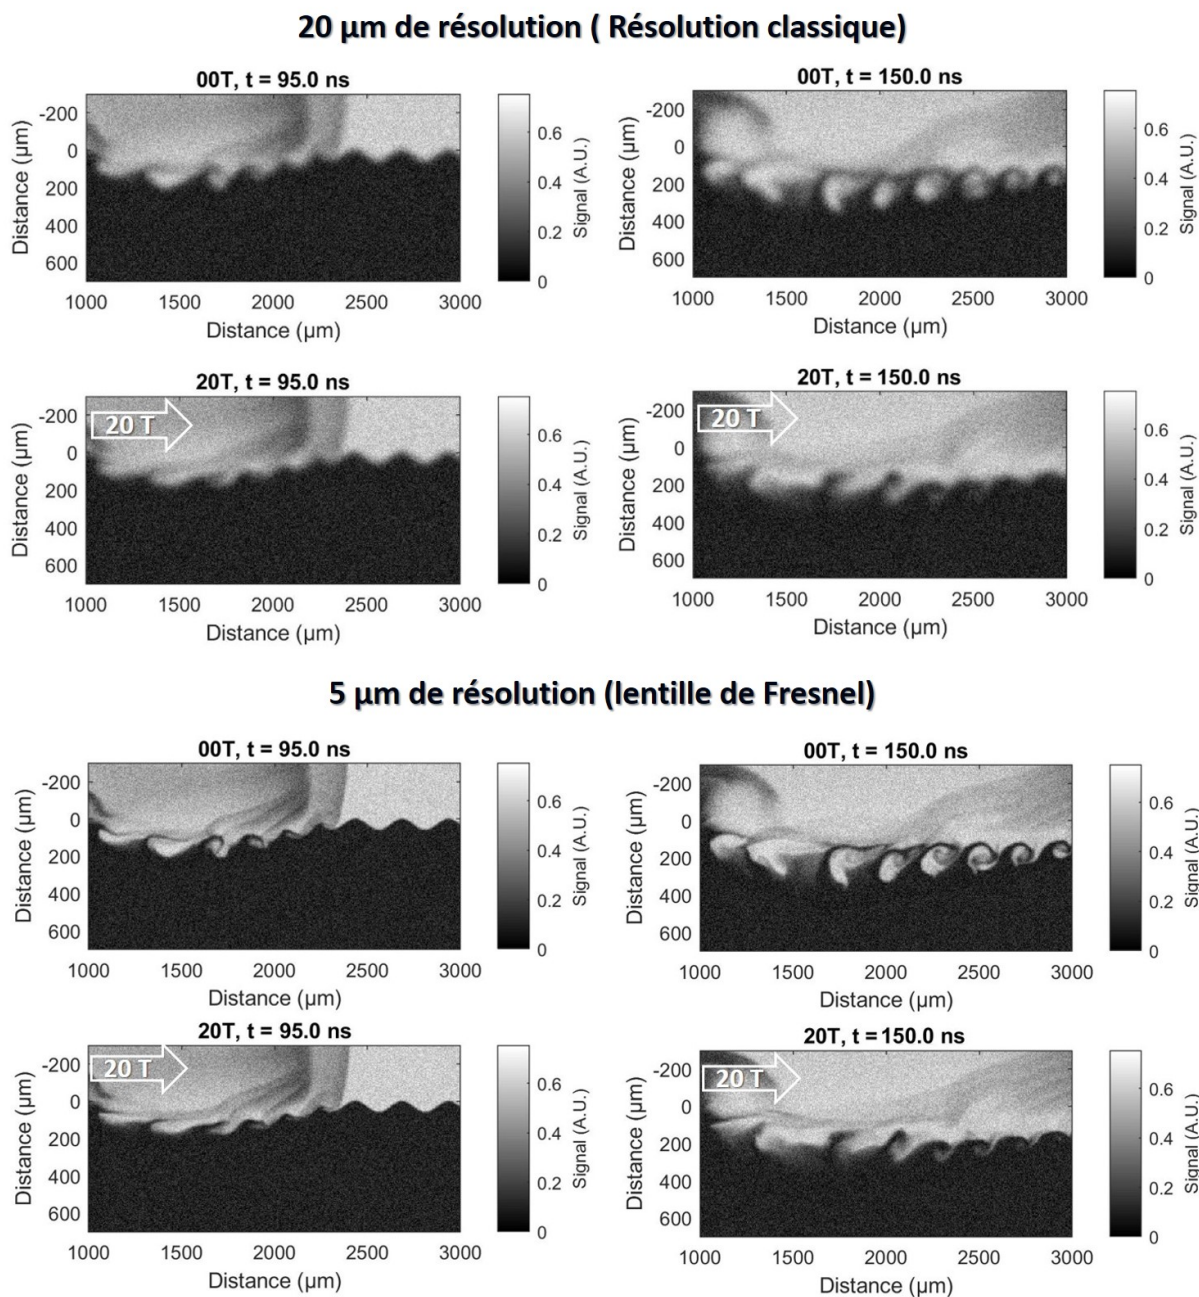 20 µm de résolution ( Résolution classique)
00T, t = 95.0 ns
-200
0
200
400
600
Distance (µm)
1000 1500 2000 2500 3000
Distance (µm)
0.6
0.4
0.2
0
Signal (A.U.)
00T, t = 150.0 ns
-200
0
200
400
600
Distance (µm)
1000 1500 2000 2500 3000
Distance (µm)
0.6
0.4
0.2
0
Signal (A.U.)
20T, t = 95.0 ns
20 T
-200
0
200
400
600
Distance (µm)
1000 1500 2000 2500 3000
Distance (µm)
0.6
0.4
0.2
0
Signal (A.U.)
20T, t = 150.0 ns
20 T
-200
0
200
400
600
Distance (µm)
1000 1500 2000 2500 3000
Distance (µm)
0.6
0.4
0.2
0
Signal (A.U.)
5 µm de résolution (lentille de Fresnel)
00T, t = 95.0 ns
-200
0
200
400
600
Distance (µm)
1000 1500 2000 2500 3000
Distance (µm)
0.6
0.4
0.2
0
Signal (A.U.)
00T, t = 150.0 ns
-200
0
200
400
600
Distance (µm)
1000 1500 2000 2500 3000
Distance (µm)
0.6
0.4
0.2
0
Signal (A.U.)
20T, t = 95.0 ns
20 T
-200
0
200
400
600
Distance (µm)
1000 1500 2000 2500 3000
Distance (µm)
0.6
0.4
0.2
0
Signal (A.U.)
20T, t = 150.0 ns
20 T
-200
0
200
400
600
Distance (µm)
1000 1500 2000 2500 3000
Distance (µm)
0.6
0.4
0.2
0
Signal (A.U.)